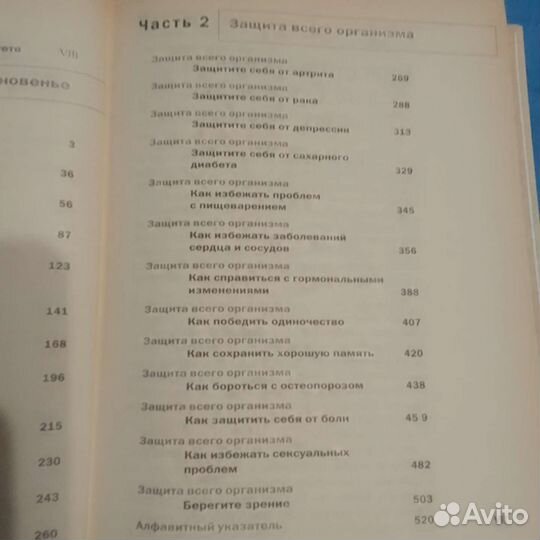 ето VIII
новенье
3
36
56
87
123
141
168
196
215
230
243
260
Часть 2 Защита всего организма
Защита всего организма
Защитите себя от артрита 269
Защита всего организма
Защитите себя от рака 288
Защита всего организма
Защитите себя от депрессии 313
Защита всего организма
Защитите себя от сахарного
диабета 329
Защита всего организма
Как избежать проблем
с пищеварением 345
Защита всего организма
Как избежать заболеваний
сердца и сосудов 356
Защита всего организма
Как справиться с гормональными
изменениями 388
Защита всего организма
Как победить одиночество 407
Защита всего организма
Как сохранить хорошую память 420
Защита всего организма
Как бороться с остеопорозом 438
Защита всего организма
Как защитить себя от боли 45 9
Защита всего организма
Как избежать сексуальных
проблем 482
Защита всего организма
Берегите зрение 503
Алфавитный указатель 520
Avito